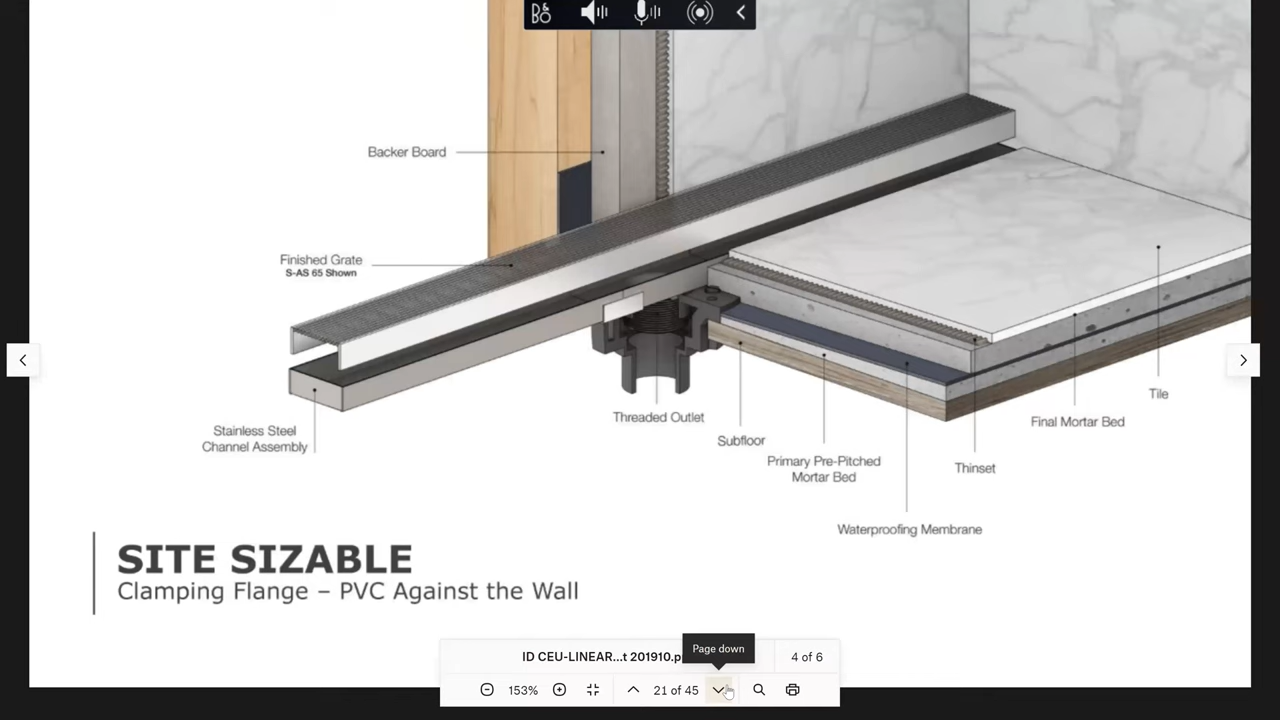 B&O
Backer Board
Finished Grate
S-AS 65 Shown
Stainless Steel
Channel Assembly
Threaded Outlet
Subfloor
Primary Pre-Pitched
Mortar Bed
Waterproofing Membrane
Thinset
Final Mortar Bed
Tile
SITE SIZABLE
Clamping Flange – PVC Against the Wall
Page down
ID CEU-LINEAR...t 201910.p
4 of 6
153%
21 of 45